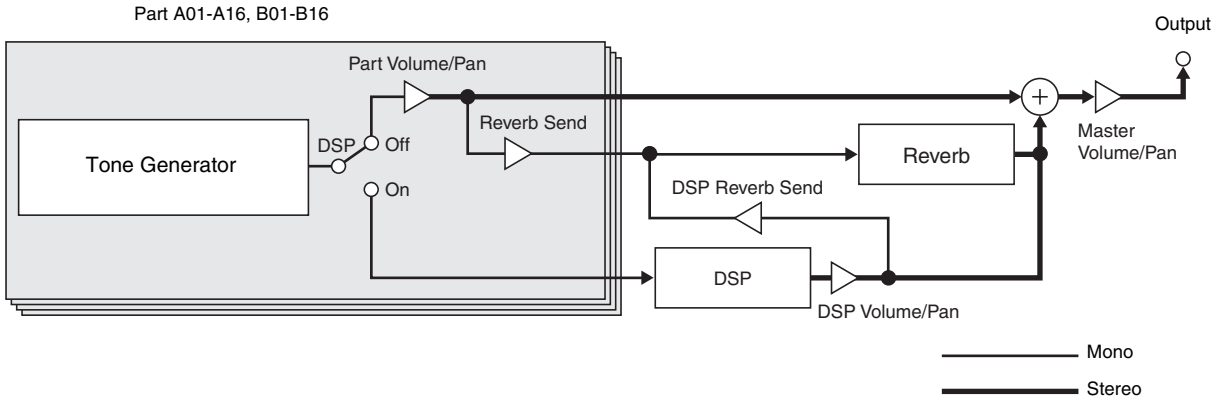 Part A01-A16, B01-B16
Output
Part Volume/Pan
Reverb Send
DSP
Off
Tone Generator
On
Master
Volume/Pan
Reverb
DSP Reverb Send
DSP
DSP Volume/Pan
Mono
Stereo